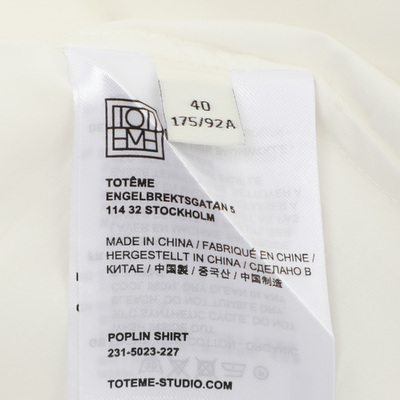 40
175/92A
TOT
EME
TOTÊME
ENGELBREKTSGATAN 5
114 32 STOCKHOLM
MADE IN CHINA / FABRIQUÉ EN CHINE /
HERGESTELLT IN CHINA / СДЕЛАНО В
КИТАЕ / 中国製 / 중국산 / 中国制造
POPLIN SHIRT
231-5023-227
TOTEME-STUDIO.COM